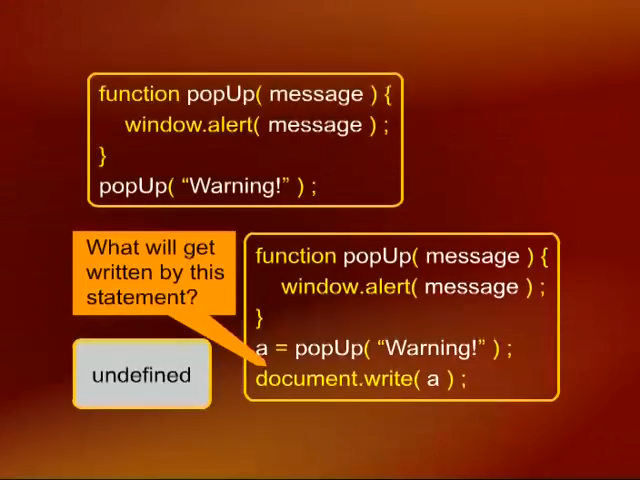 function popUp( message ) {
window.alert( message ) ;
}
popUp( “Warning!” ) ;
What will get
written by this
statement?
function popUp( message ) {
window.alert( message ) ;
}
a = popUp( “Warning!” ) ;
document.write( a ) ;
undefined